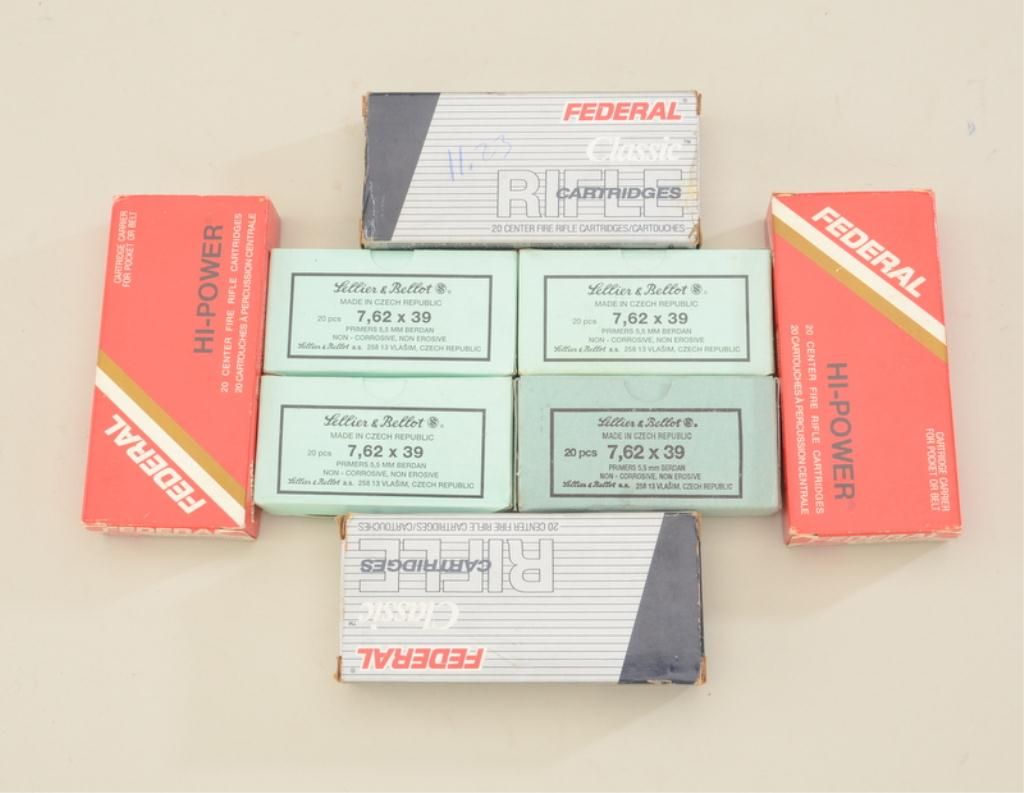 FEDERAL®
Classic™
RIFLE
CARTRIDGES
20 CENTER FIRE RIFLE CARTRIDGES/CARTOUCHES
11.23
CARTRIDGE CARRIER
FOR POCKET OR BELT
HI-POWER®
20 CENTER FIRE RIFLE CARTRIDGES
20 CARTOUCHES À PERCUSSION CENTRALE
FEDERAL
Sellier & Bellot SB®
MADE IN CZECH REPUBLIC
20 pcs 7,62 x 39
PRIMERS 5,5 MM BERDAN
NON - CORROSIVE, NON EROSIVE
Sellier & Bellot a.s. 258 13 VLAŠIM, CZECH REPUBLIC
Sellier & Bellot SB®
MADE IN CZECH REPUBLIC
20 pcs 7,62 x 39
PRIMERS 5,5 MM BERDAN
NON - CORROSIVE, NON EROSIVE
Sellier & Bellot a.s. 258 13 VLAŠIM, CZECH REPUBLIC
Sellier & Bellot SB®
MADE IN CZECH REPUBLIC
20 pcs 7,62 x 39
PRIMERS 5,5 MM BERDAN
NON - CORROSIVE, NON EROSIVE
Sellier & Bellot a.s. 258 13 VLAŠIM, CZECH REPUBLIC
Sellier & Bellot SB®
MADE IN CZECH REPUBLIC
20 pcs 7,62 x 39
PRIMERS 5,5 mm BERDAN
NON - CORROSIVE, NON EROSIVE
Sellier & Bellot a.s. 258 13 VLAŠIM, CZECH REPUBLIC
FEDERAL
HI-POWER®
20 CENTER FIRE RIFLE CARTRIDGES
20 CARTOUCHES À PERCUSSION CENTRALE
CARTRIDGE CARRIER
FOR POCKET OR BELT
FEDERAL®
Classic™
RIFLE
CARTRIDGES
20 CENTER FIRE RIFLE CARTRIDGES/CARTOUCHES